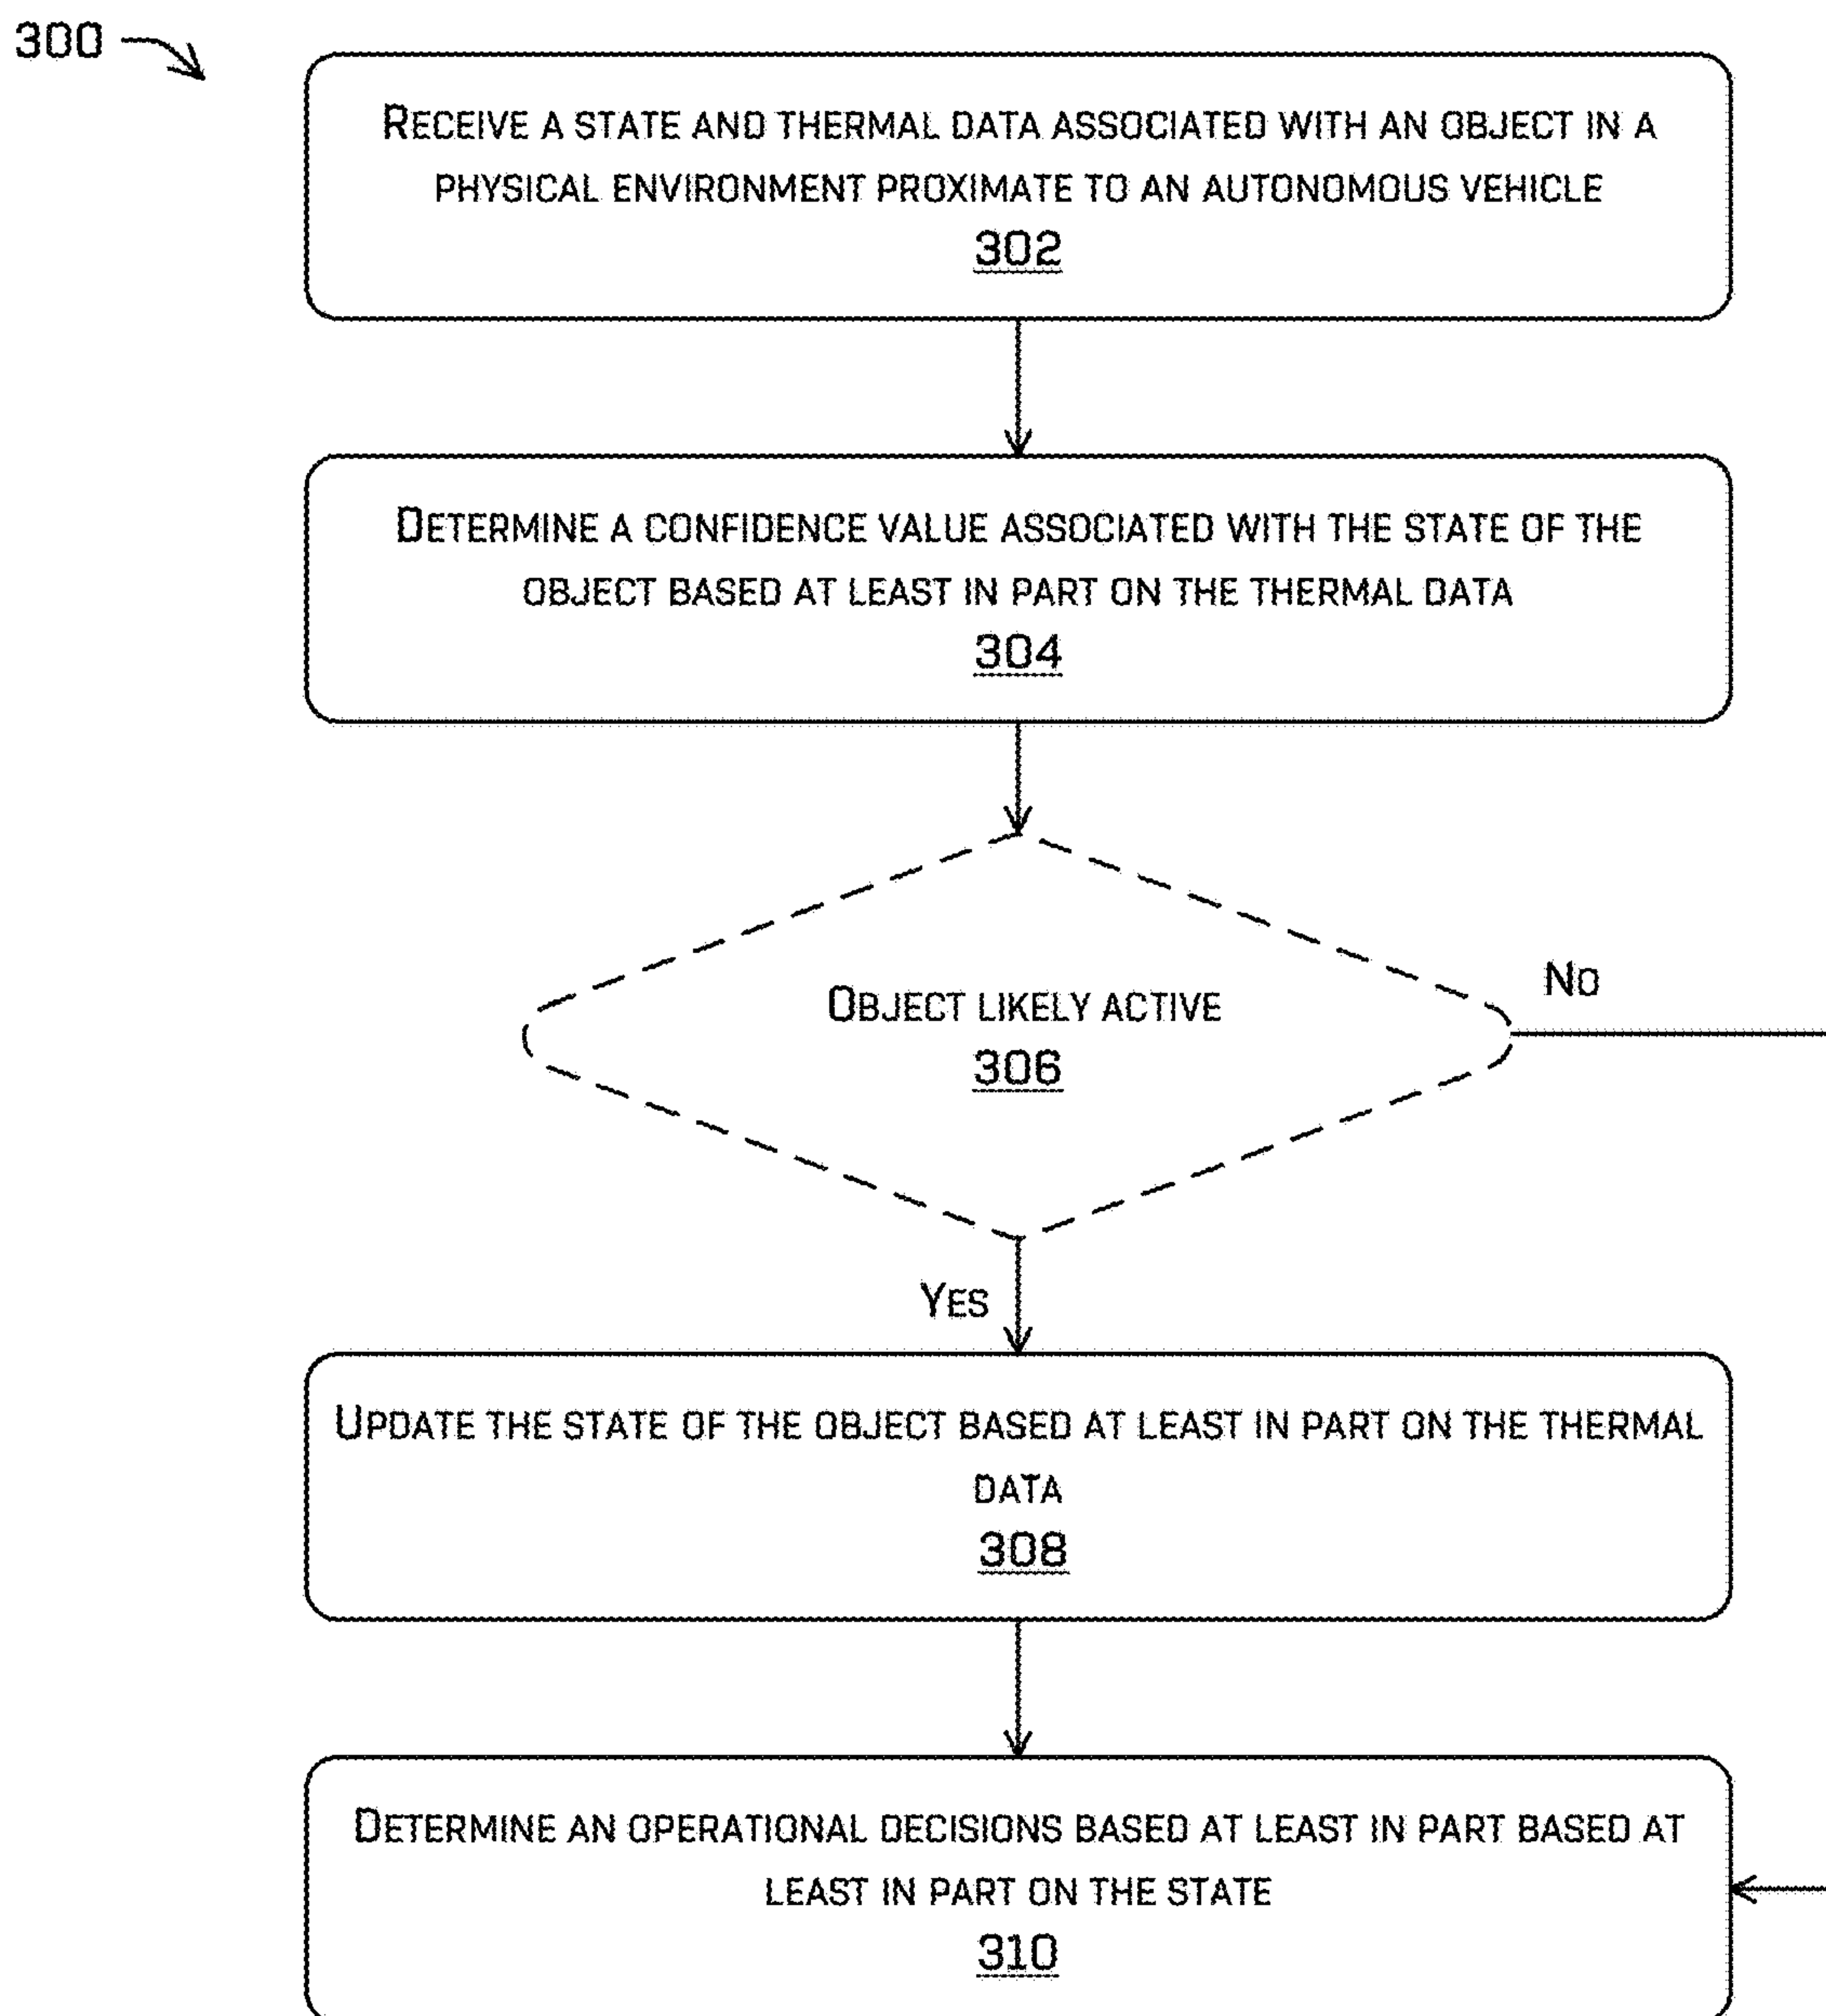 300
RECEIVE A STATE AND THERMAL DATA ASSOCIATED WITH AN OBJECT IN A
PHYSICAL ENVIRONMENT PROXIMATE TO AN AUTONOMOUS VEHICLE
302
DETERMINE A CONFIDENCE VALUE ASSOCIATED WITH THE STATE OF THE
OBJECT BASED AT LEAST IN PART ON THE THERMAL DATA
304
OBJECT LIKELY ACTIVE
306
NO
YES
UPDATE THE STATE OF THE OBJECT BASED AT LEAST IN PART ON THE THERMAL
DATA
308
DETERMINE AN OPERATIONAL DECISIONS BASED AT LEAST IN PART BASED AT
LEAST IN PART ON THE STATE
310